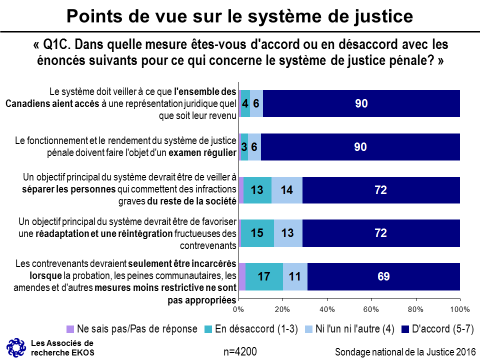 Points de vue sur le système de justice
« Q1C. Dans quelle mesure êtes-vous d'accord ou en désaccord avec les
énoncés suivants pour ce qui concerne le système de justice pénale? »
Le système doit veiller à ce que l'ensemble des
Canadiens aient accès à une représentation juridique quel
que soit leur revenu
4 6 90
Le fonctionnement et le rendement du système de justice
pénale doivent faire l'objet d'un examen régulier
3 6 90
Un objectif principal du système devrait être de veiller à
séparer les personnes qui commettent des infractions
graves du reste de la société
13 14 72
Un objectif principal du système devrait être de favoriser
une réadaptation et une réintégration fructueuses des
contrevenants
15 13 72
Les contrevenants devraient seulement être incarcérés
lorsque la probation, les peines communautaires, les
amendes et d'autres mesures moins restrictive ne sont
pas appropriées
17 11 69
0% 20% 40% 60% 80% 100%
Ne sais pas/Pas de réponse En désaccord (1-3) Ni l'un ni l'autre (4) D'accord (5-7)
Les Associés de
recherche EKOS
n=4200
Sondage national de la Justice 2016